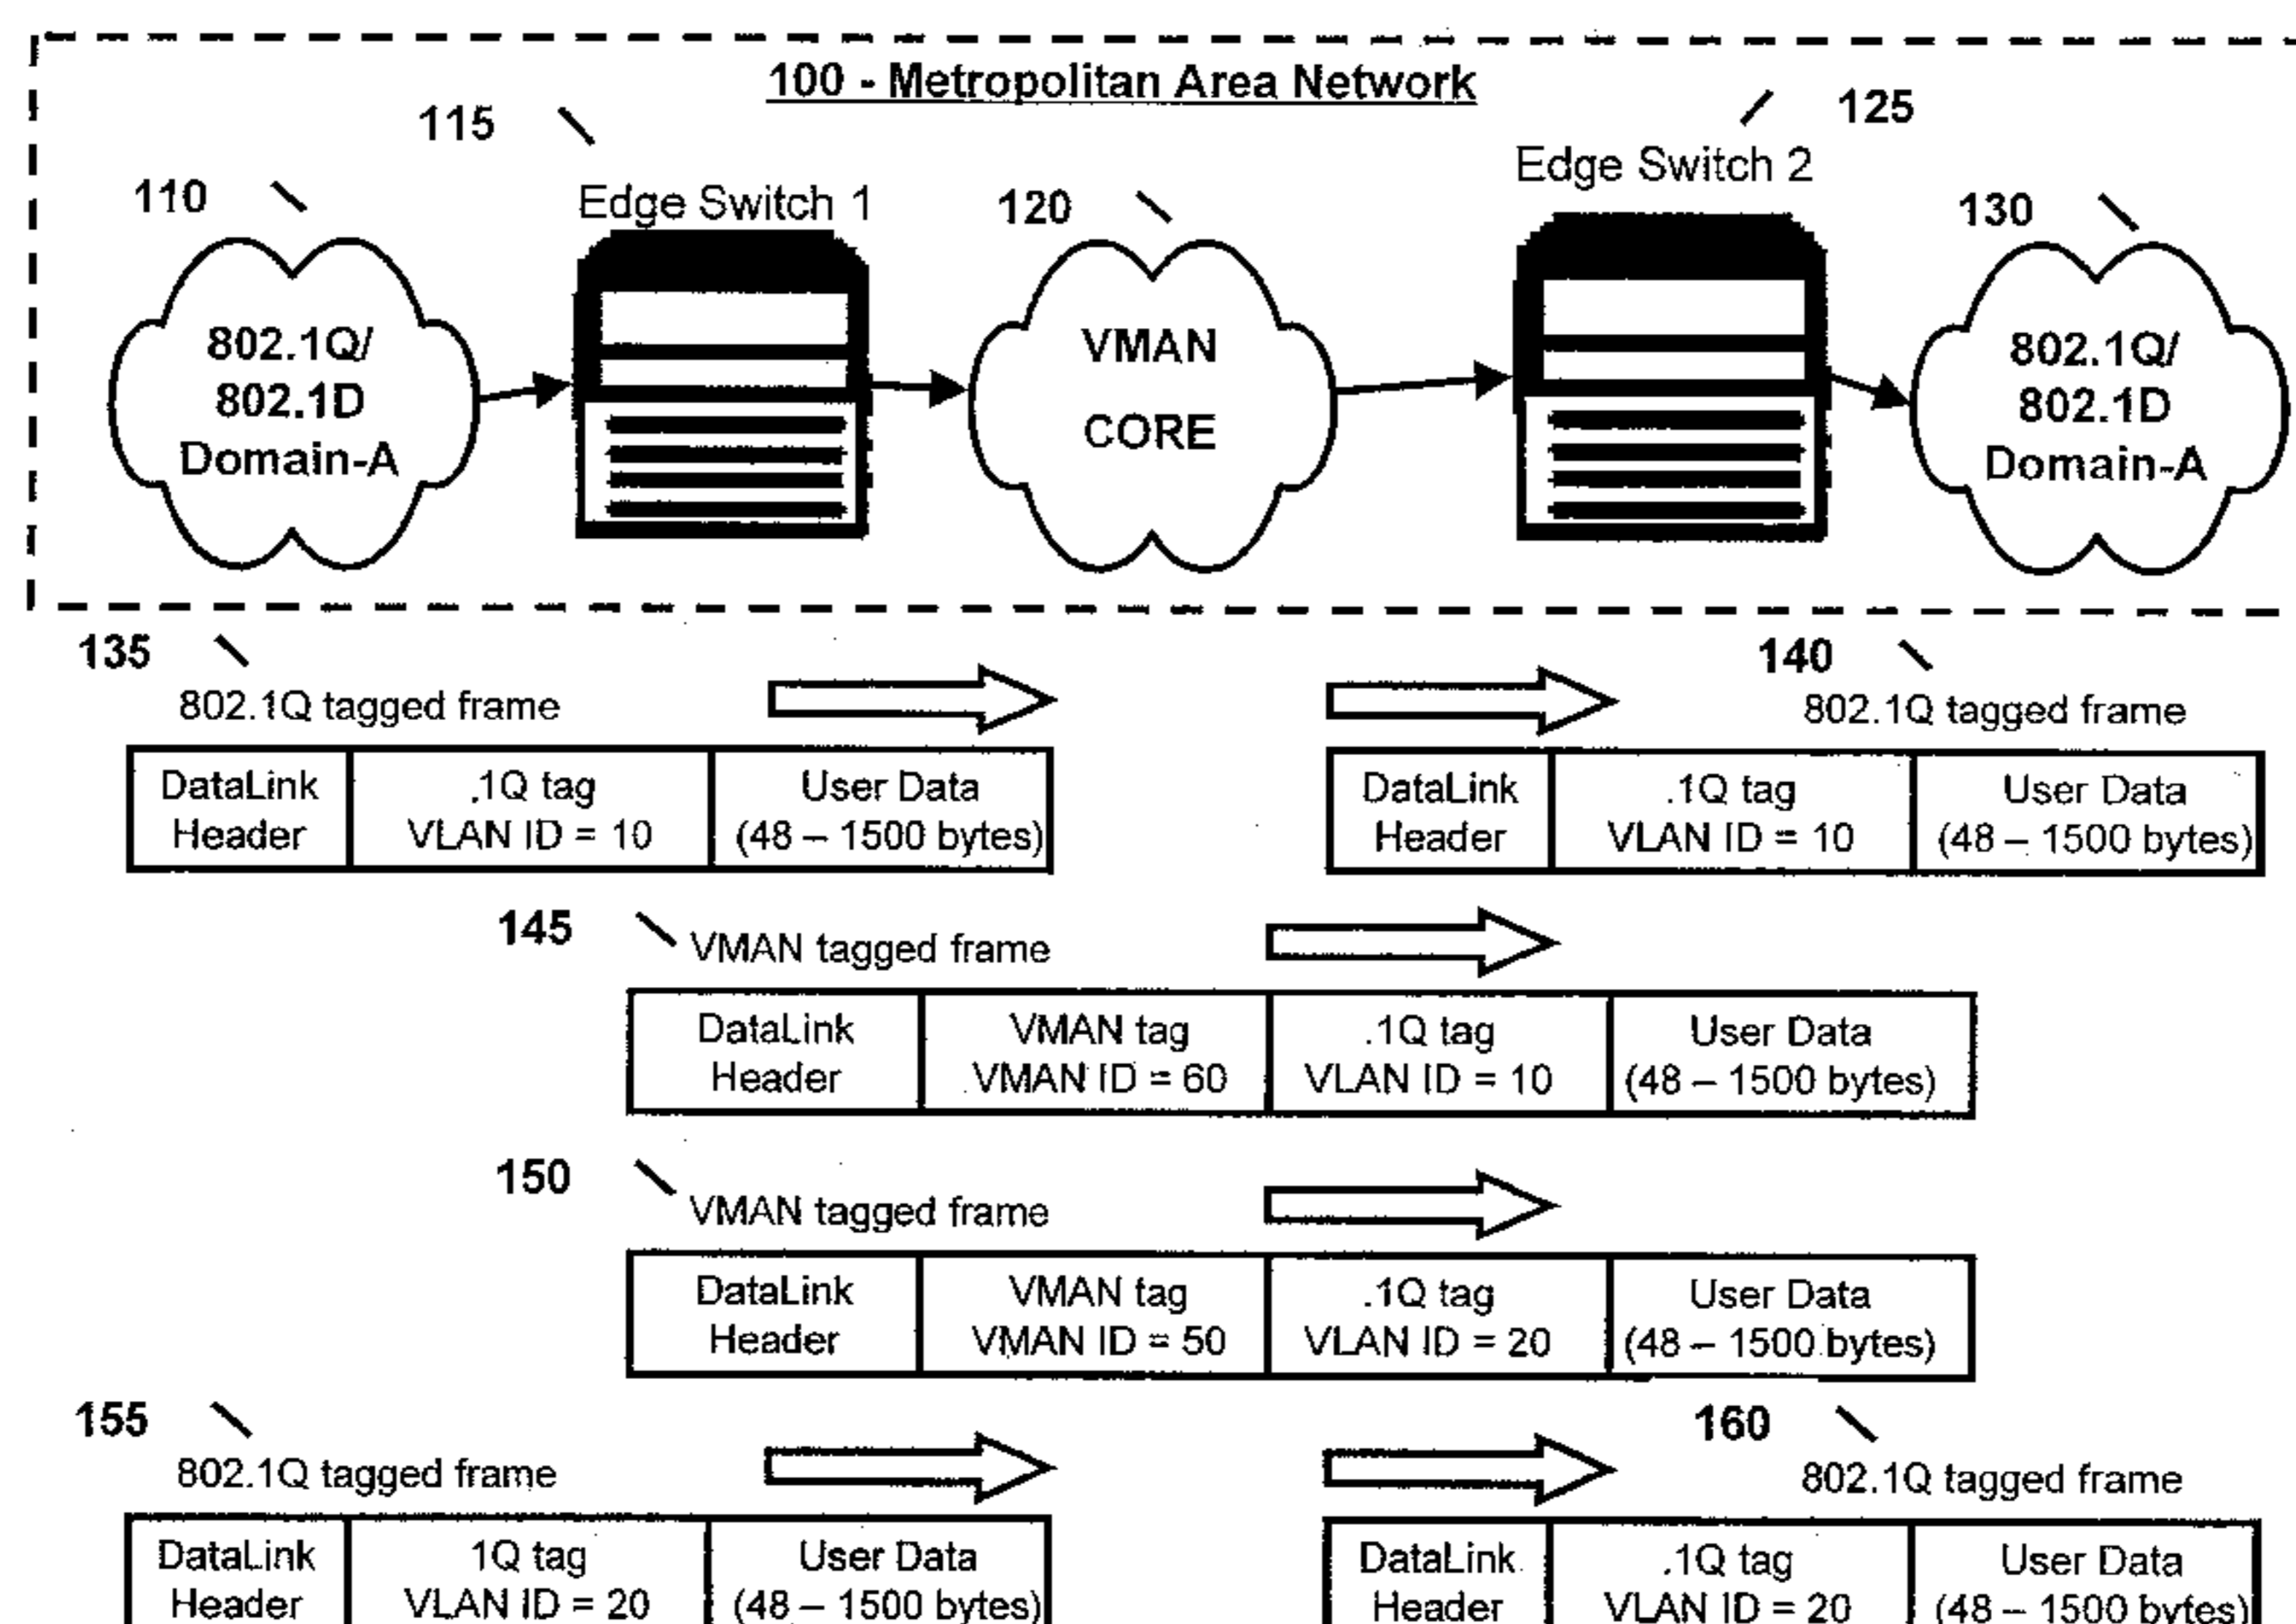 100 - Metropolitan Area Network
115
125
Edge Switch 2
110
Edge Switch 1
120
130
802.1Q/
802.1D
Domain-A
VMAN
CORE
802.1Q/
802.1D
Domain-A
135
140
802.1Q tagged frame
802.1Q tagged frame
DataLink
Header
.1Q tag
VLAN ID = 10
User Data
(48 – 1500 bytes)
DataLink
Header
.1Q tag
VLAN ID = 10
User Data
(48 – 1500 bytes)
145
VMAN tagged frame
DataLink
Header
VMAN tag
VMAN ID = 60
.1Q tag
VLAN ID = 10
User Data
(48 – 1500 bytes)
150
VMAN tagged frame
DataLink
Header
VMAN tag
VMAN ID = 50
.1Q tag
VLAN ID = 20
User Data
(48 – 1500 bytes)
155
160
802.1Q tagged frame
802.1Q tagged frame
DataLink
Header
1Q tag
VLAN ID = 20
User Data
(48 – 1500 bytes)
DataLink
Header
.1Q tag
VLAN ID = 20
User Data
(48 – 1500 bytes)